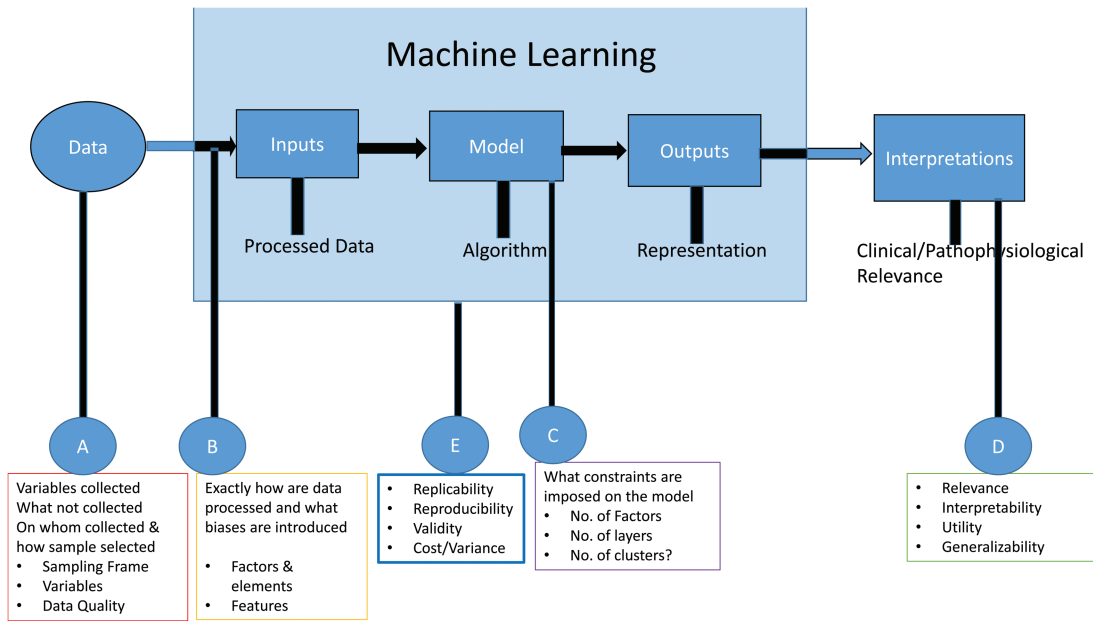 Machine Learning
Data
Inputs
Model
Outputs
Interpretations
Processed Data
Algorithm
Representation
Clinical/Pathophysiological
Relevance
A
Variables collected
What not collected
On whom collected &
how sample selected
• Sampling Frame
• Variables
• Data Quality
B
Exactly how are data
processed and what
biases are introduced
• Factors &
elements
• Features
E
• Replicability
• Reproducibility
• Validity
• Cost/Variance
C
What constraints are
imposed on the model
• No. of Factors
• No. of layers
• No. of clusters?
D
• Relevance
• Interpretability
• Utility
• Generalizability